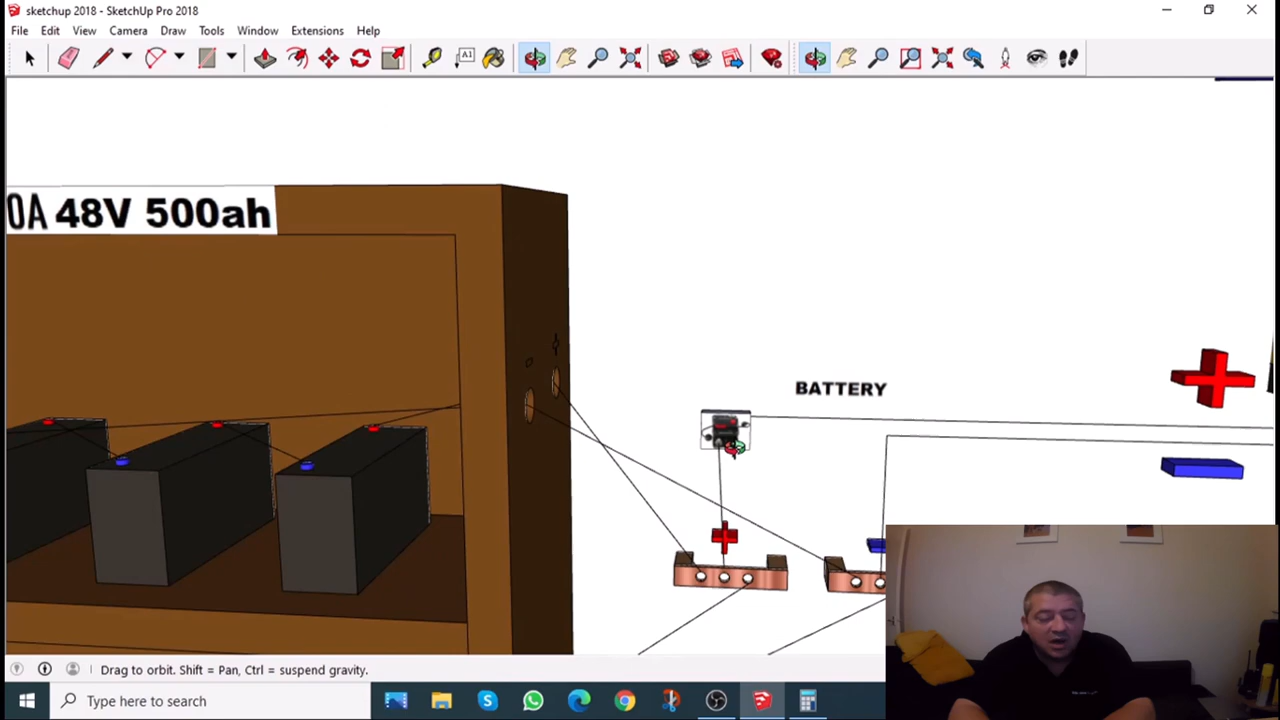 sketchup 2018 - SketchUp Pro 2018
File Edit View Camera Draw Tools Window Extensions Help
A1
0A 48V 500ah
BATTERY
Drag to orbit. Shift = Pan, Ctrl = suspend gravity.
Type here to search